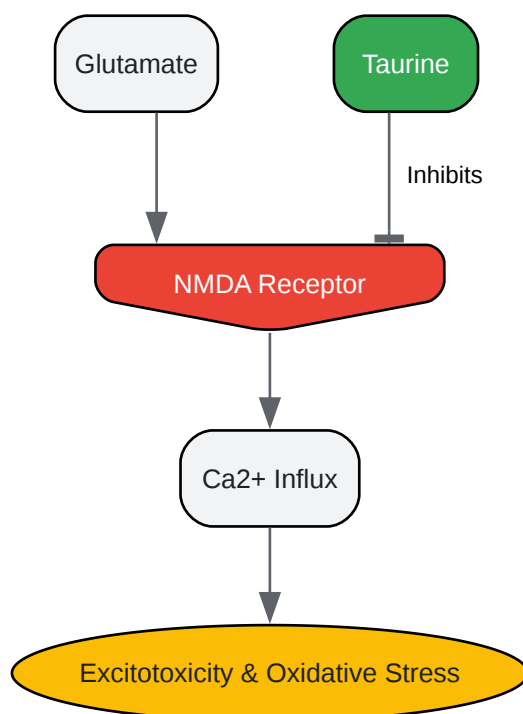 Glutamate
Taurine
Inhibits
NMDA Receptor
Ca2+ Influx
Excitotoxicity & Oxidative Stress